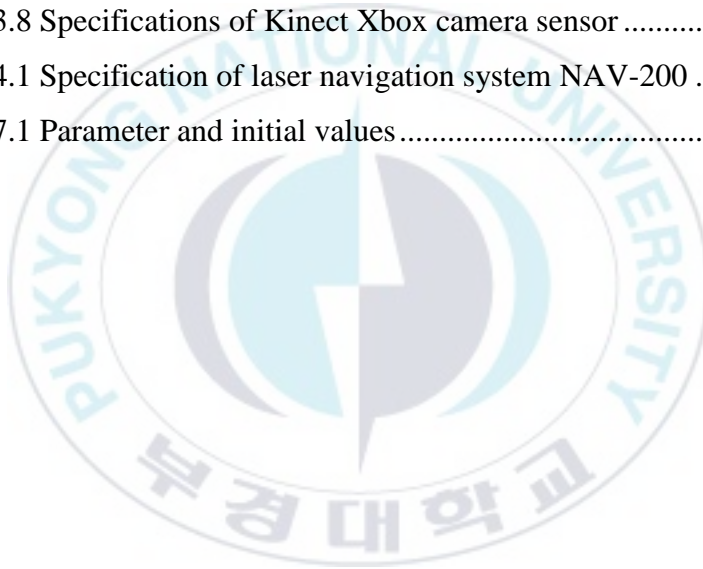 3.8 Specifications of Kinect Xbox camera sensor ..........
4.1 Specification of laser navigation system NAV-200 .
7.1 Parameter and initial values ......................................
PUKYONG NATIONAL UNIVERSITY
부경대학교